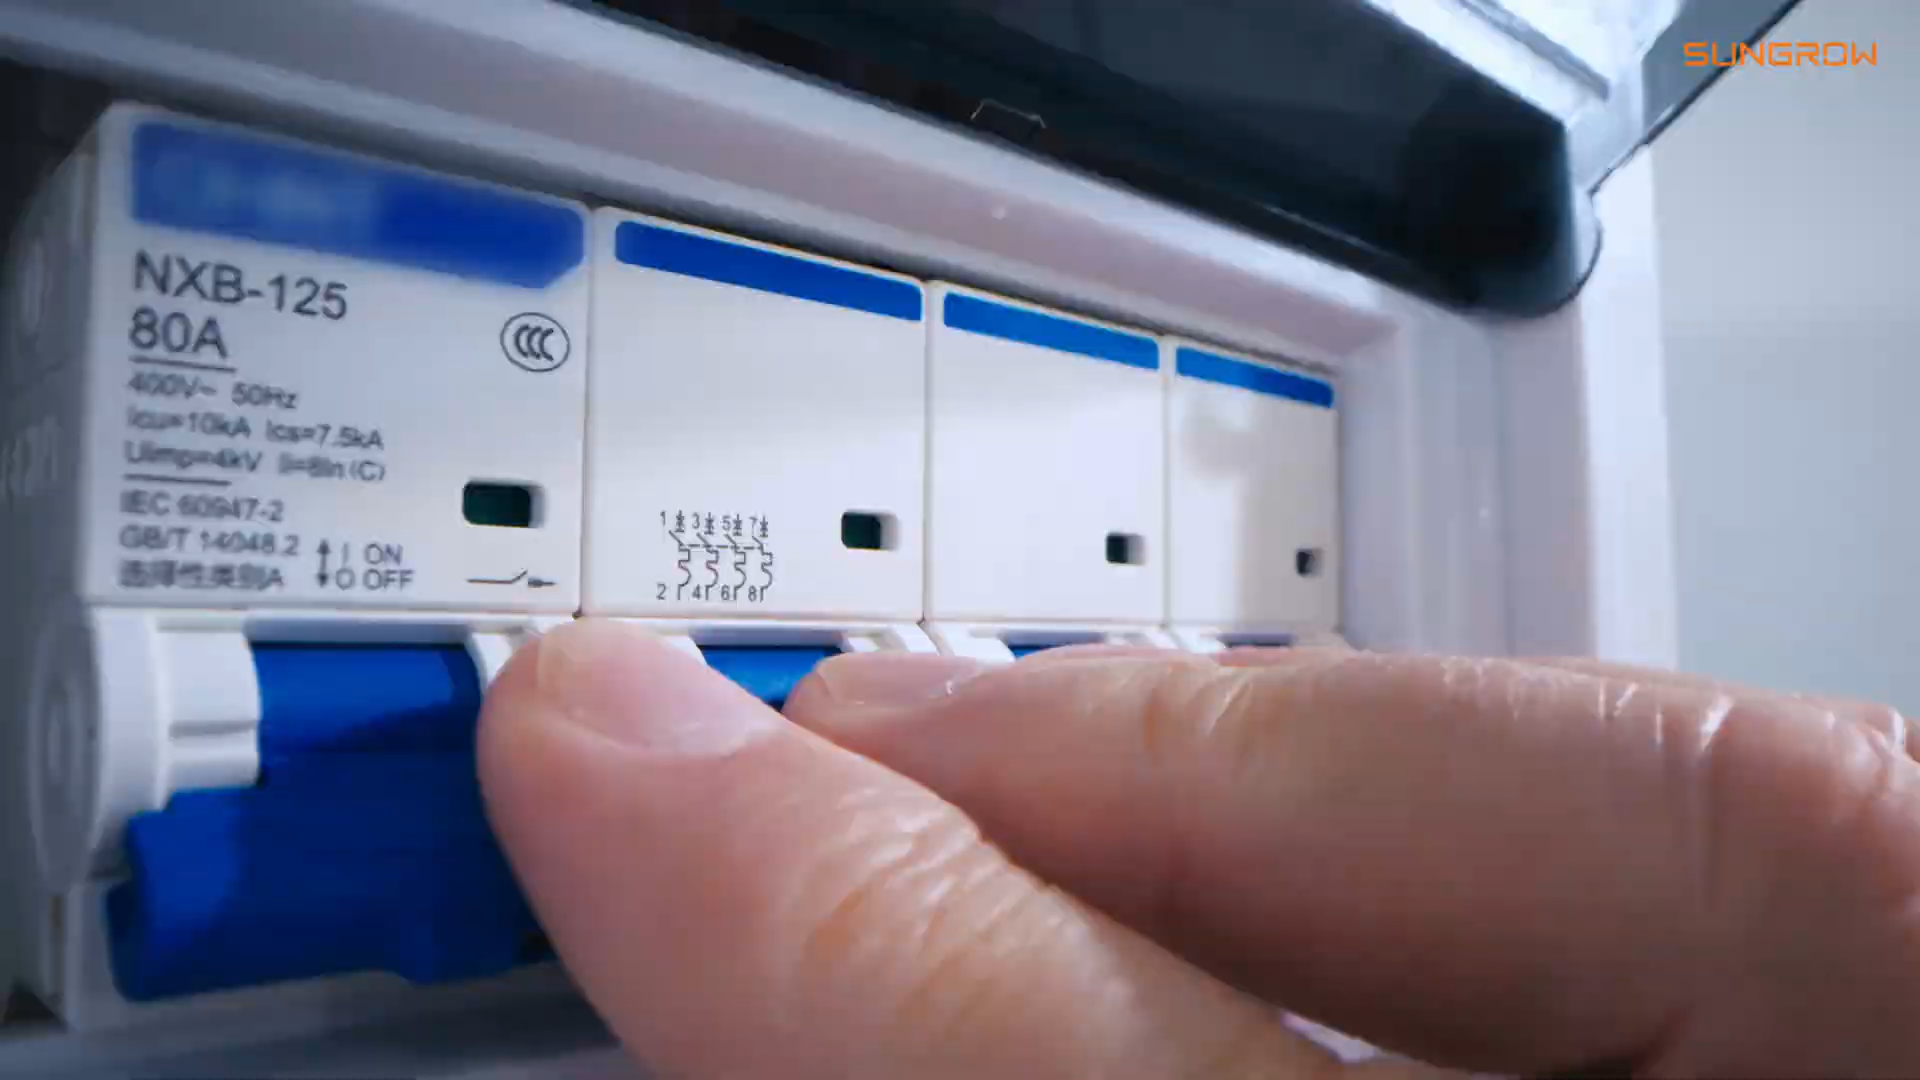 SUNGROW
NXB-125
80A
400V~ 50Hz
Icu=10kA Ics=7.5kA
Uimp=4kV Ii=8In (C)
IEC 60947-2
GB/T 14048.2
选择性类别A
I ON
O OFF
CCC
1 3 5 7
2 4 6 8